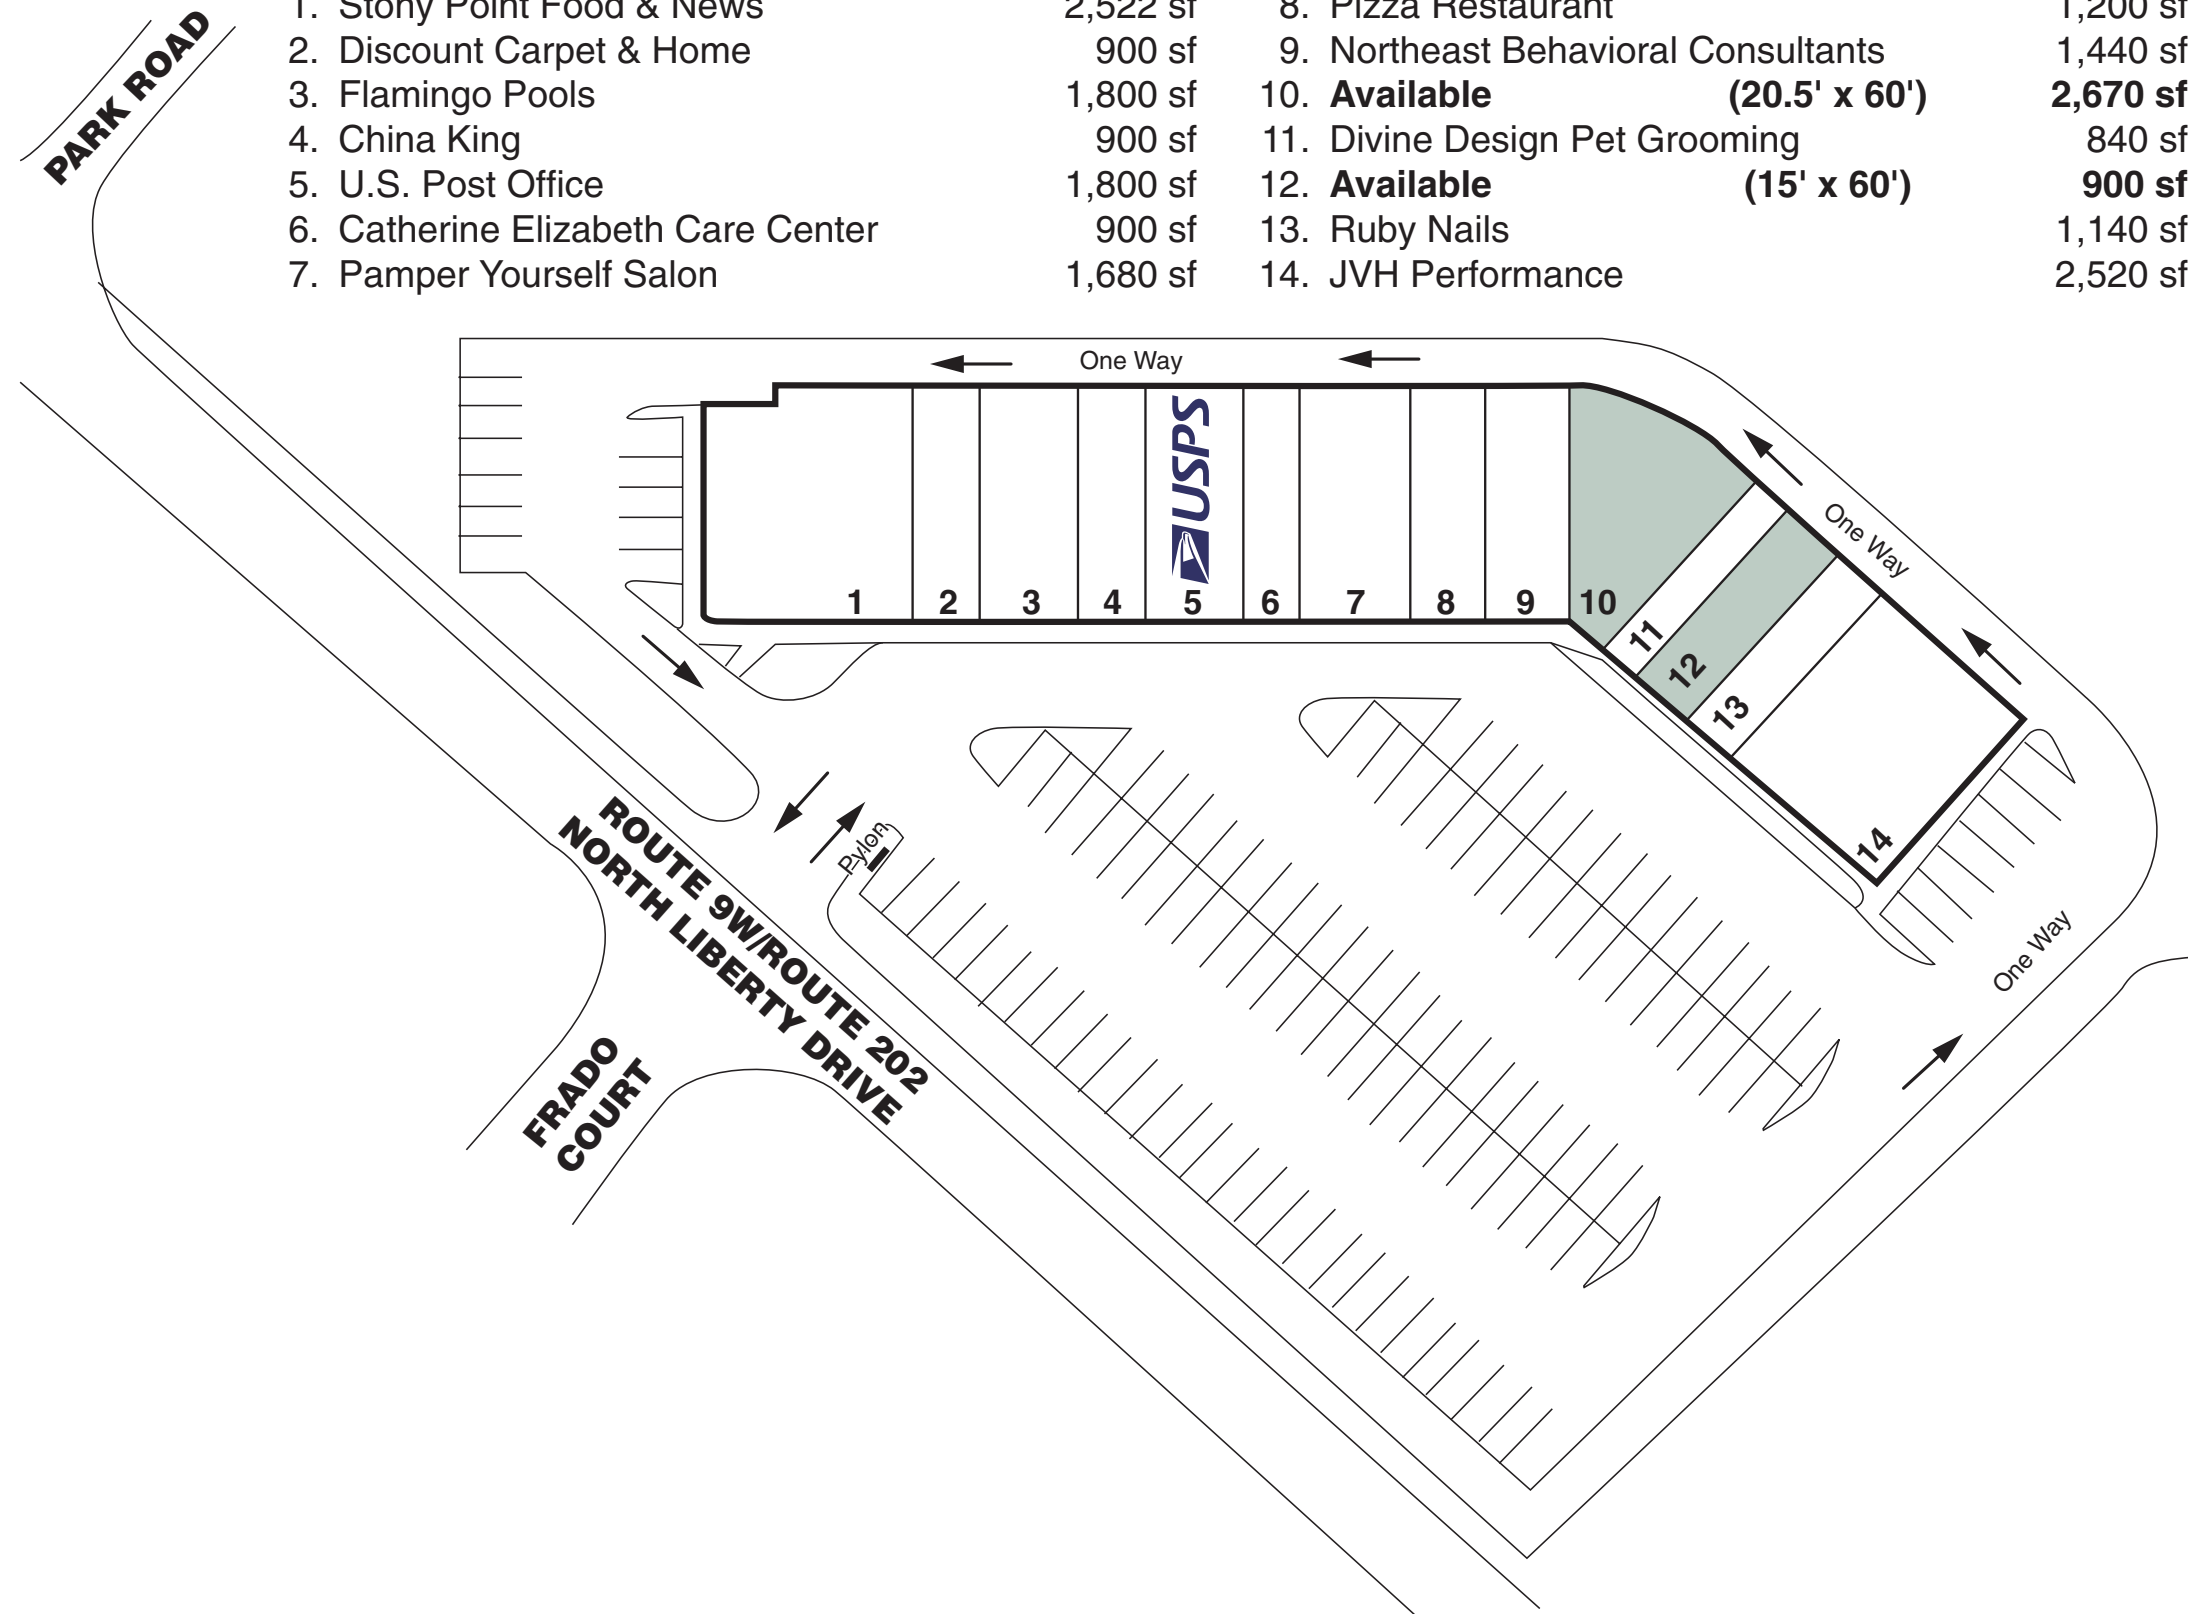 1. Stony Point Food & News 2,522 sf
2. Discount Carpet & Home 900 sf
3. Flamingo Pools 1,800 sf
4. China King 900 sf
5. U.S. Post Office 1,800 sf
6. Catherine Elizabeth Care Center 900 sf
7. Pamper Yourself Salon 1,680 sf
8. Pizza Restaurant 1,200 sf
9. Northeast Behavioral Consultants 1,440 sf
10. Available (20.5' x 60') 2,670 sf
11. Divine Design Pet Grooming 840 sf
12. Available (15' x 60') 900 sf
13. Ruby Nails 1,140 sf
14. JVH Performance 2,520 sf
PARK ROAD
One Way
USPS
1 2 3 4 5 6 7 8 9 10
11
12
13
14
One Way
One Way
Pylon
ROUTE 9W/ROUTE 202
NORTH LIBERTY DRIVE
FRADO
COURT